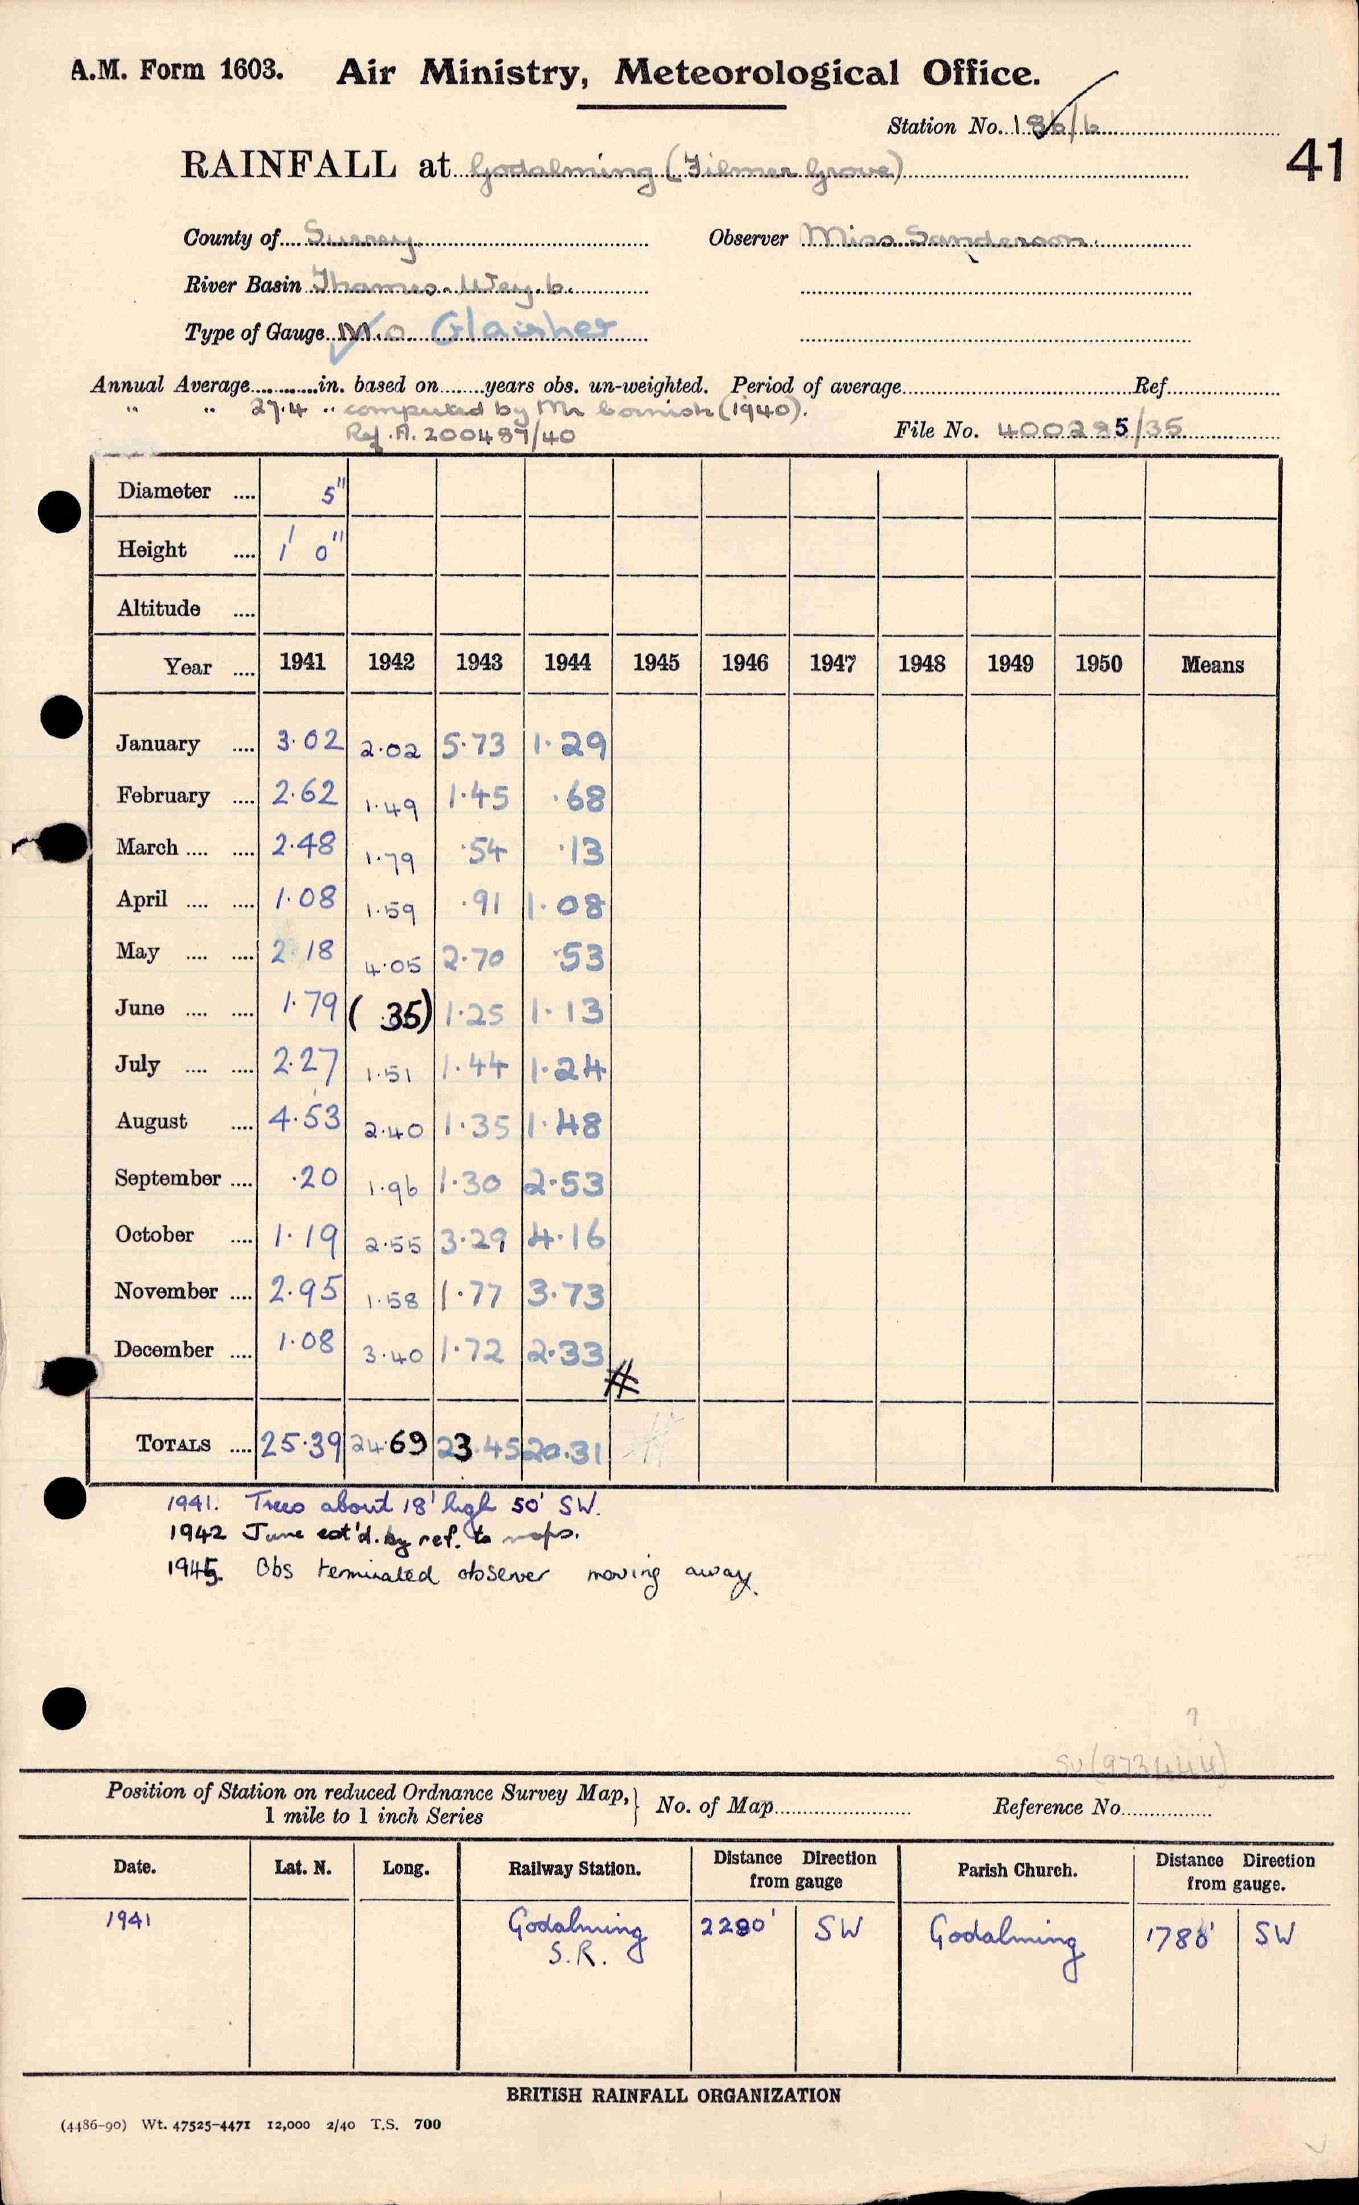 A.M. Form 1603. Air Ministry, Meteorological Office.
Station No. 186/6
RAINFALL at Godalming (Filmer Grove)
41
County of Surrey Observer Miss Sanderson.
River Basin Thames. Wey. b.
Type of Gauge M.O. Glaisher
Annual Average in. based on years obs. un-weighted. Period of average Ref
" " 27.4 " computed by Mr Cornish (1940).
Ref. A. 200487/40
File No. 400285/35
Diameter 5"
Height 1' 0"
Altitude
Year 1941 1942 1943 1944 1945 1946 1947 1948 1949 1950 Means
January 3.02 2.02 5.73 1.29
February 2.62 1.49 1.45 .68
March 2.48 1.79 .54 .13
April 1.08 1.59 .91 1.08
May 2.18 4.05 2.70 .53
June 1.79 ( .35) 1.25 1.13
July 2.27 1.51 1.44 1.24
August 4.53 2.40 1.35 1.48
September .20 1.96 1.30 2.53
October 1.19 2.55 3.29 4.16
November 2.95 1.58 1.77 3.73
December 1.08 3.40 1.72 2.33
TOTALS 25.39 24.69 23.45 20.31
1941. Trees about 18' high 50' SW.
1942 June est'd. by ref. to maps.
1945. Obs terminated observer moving away.
?
SU (973444)
Position of Station on reduced Ordnance Survey Map, 1 mile to 1 inch Series } No. of Map Reference No.
Date. Lat. N. Long. Railway Station. Distance Direction from gauge Parish Church. Distance Direction from gauge.
1941 Godalming S.R. 2280' SW Godalming 1780' SW
BRITISH RAINFALL ORGANIZATION
(4486-90) Wt. 47525-4471 12,000 2/40 T.S. 700